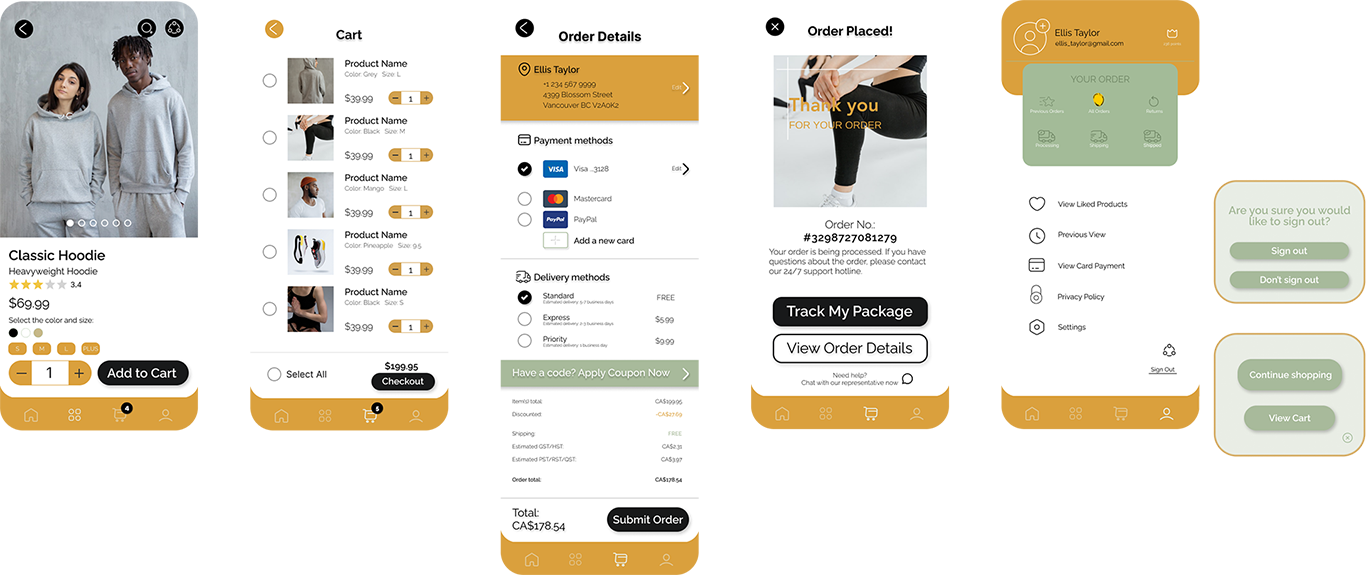 Classic Hoodie
Heavyweight Hoodie
3.4
$69.99
Select the color and size:
S M L PLUS
1
Add to Cart
4
Cart
Product Name
Color: Grey Size: L
$39.99 1
Product Name
Color: Black Size: M
$39.99 1
Product Name
Color: Mango Size: L
$39.99 1
Product Name
Color: Pineapple Size: 9.5
$39.99 1
Product Name
Color: Black Size: S
$39.99 1
Select All
$199.95
Checkout
5
Order Details
Ellis Taylor
+1 234 567 9999
4399 Blossom Street
Vancouver BC V2A0K2
Edit
Payment methods
VISA Visa ...3128 Edit
Mastercard
PayPal PayPal
Add a new card
Delivery methods
Standard FREE
Estimated delivery: 5-7 business days
Express $5.99
Estimated delivery: 2-3 business days
Priority $9.99
Estimated delivery: 1 business day
Have a code? Apply Coupon Now
Item(s) total: CA$199.95
Discounted: -CA$27.69
Shipping: FREE
Estimated GST/HST: CA$2.31
Estimated PST/RST/QST: CA$3.97
Order total: CA$178.54
Total:
CA$178.54
Submit Order
Order Placed!
Thank you
FOR YOUR ORDER
Order No.:
#3298727081279
Your order is being processed. If you have
questions about the order, please contact
our 24/7 support hotline.
Track My Package
View Order Details
Need help?
Chat with our representative now
Ellis Taylor
ellis_taylor@gmail.com
YOUR ORDER
Previous Orders All Orders Returns
Processing Shipping Shipped
View Liked Products
Previous View
View Card Payment
Privacy Policy
Settings
Sign Out
Are you sure you would
like to sign out?
Sign out
Don't sign out
Continue shopping
View Cart